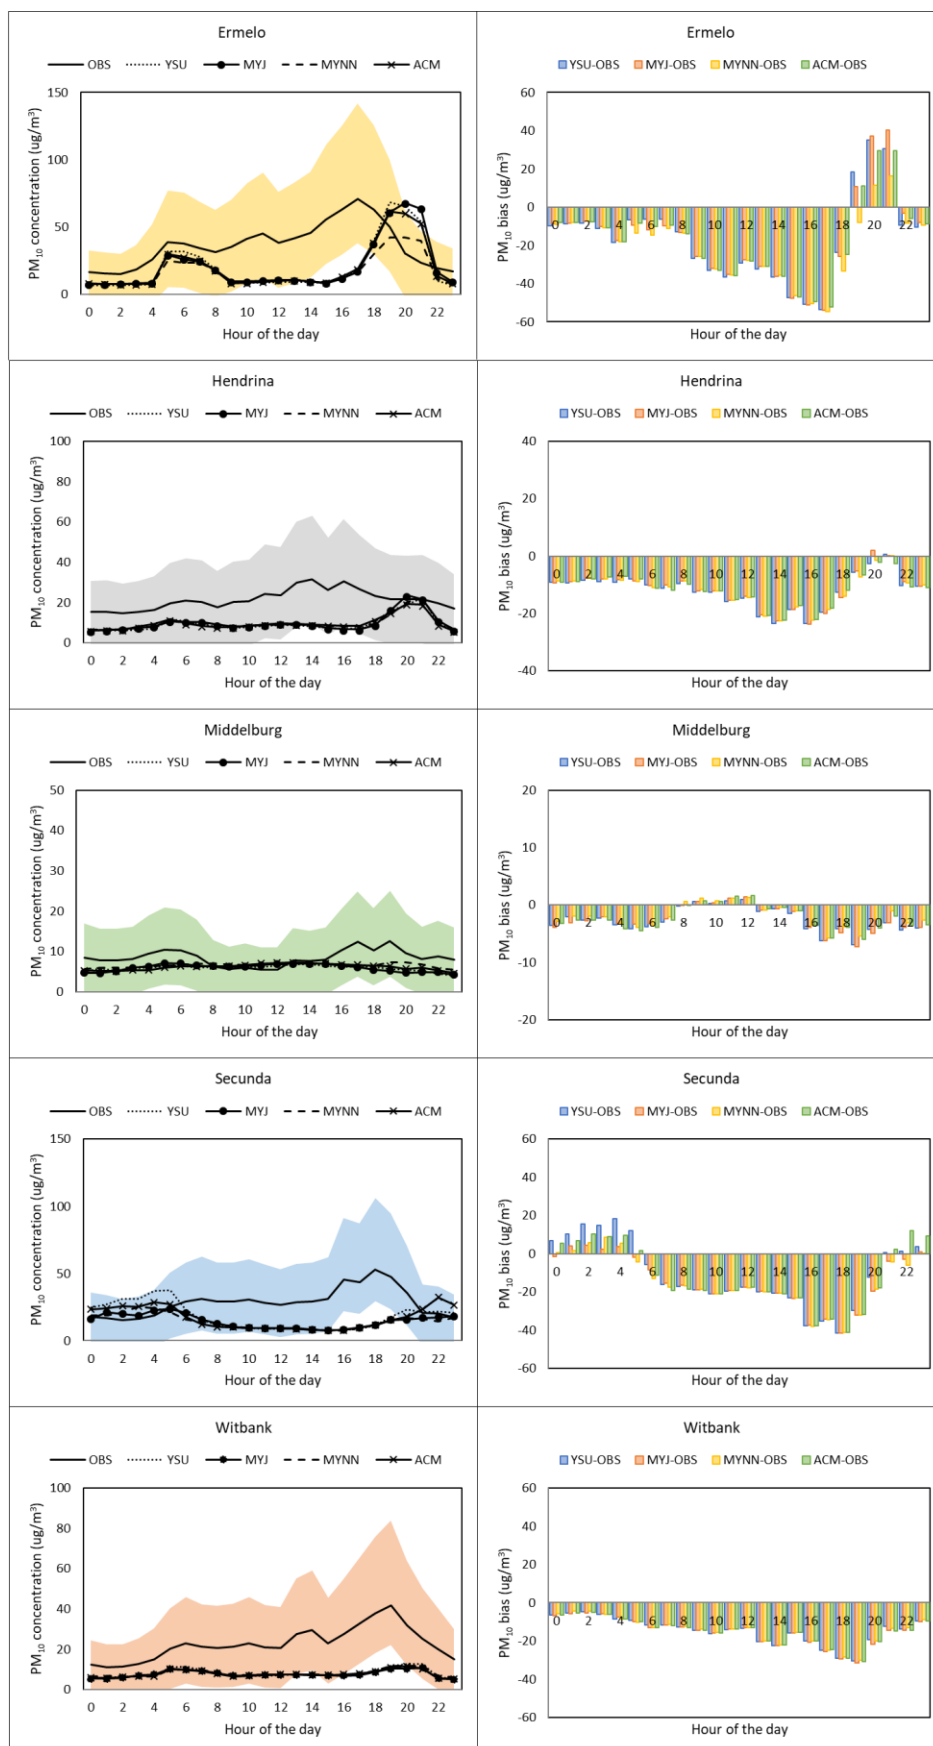 Ermelo
OBS YSU MYJ MYNN ACM
PM10 concentration (ug/m³)
150
100
50
0
0 2 4 6 8 10 12 14 16 18 20 22
Hour of the day
Ermelo
YSU-OBS MYJ-OBS MYNN-OBS ACM-OBS
PM10 bias (ug/m³)
60
40
20
0
-20
-40
-60
0 2 4 6 8 10 12 14 16 18 20 22
Hour of the day
Hendrina
OBS YSU MYJ MYNN ACM
PM10 concentration (ug/m³)
100
80
60
40
20
0
0 2 4 6 8 10 12 14 16 18 20 22
Hour of the day
Hendrina
YSU-OBS MYJ-OBS MYNN-OBS ACM-OBS
PM10 bias (ug/m³)
40
20
0
-20
-40
0 2 4 6 8 10 12 14 16 18 20 22
Hour of the day
Middelburg
OBS YSU MYJ MYNN ACM
PM10 concentration (ug/m³)
50
40
30
20
10
0
0 2 4 6 8 10 12 14 16 18 20 22
Hour of the day
Middelburg
YSU-OBS MYJ-OBS MYNN-OBS ACM-OBS
PM10 bias (ug/m³)
20
10
0
-10
-20
0 2 4 6 8 10 12 14 16 18 20 22
Hour of the day
Secunda
OBS YSU MYJ MYNN ACM
PM10 concentration (ug/m³)
150
100
50
0
0 2 4 6 8 10 12 14 16 18 20 22
Hour of the day
Secunda
YSU-OBS MYJ-OBS MYNN-OBS ACM-OBS
PM10 bias (ug/m³)
60
40
20
0
-20
-40
-60
0 2 4 6 8 10 12 14 16 18 20 22
Hour of the day
Witbank
OBS YSU MYJ MYNN ACM
PM10 concentration (ug/m³)
100
80
60
40
20
0
0 2 4 6 8 10 12 14 16 18 20 22
Hour of the day
Witbank
YSU-OBS MYJ-OBS MYNN-OBS ACM-OBS
PM10 bias (ug/m³)
60
40
20
0
-20
-40
-60
0 2 4 6 8 10 12 14 16 18 20 22
Hour of the day